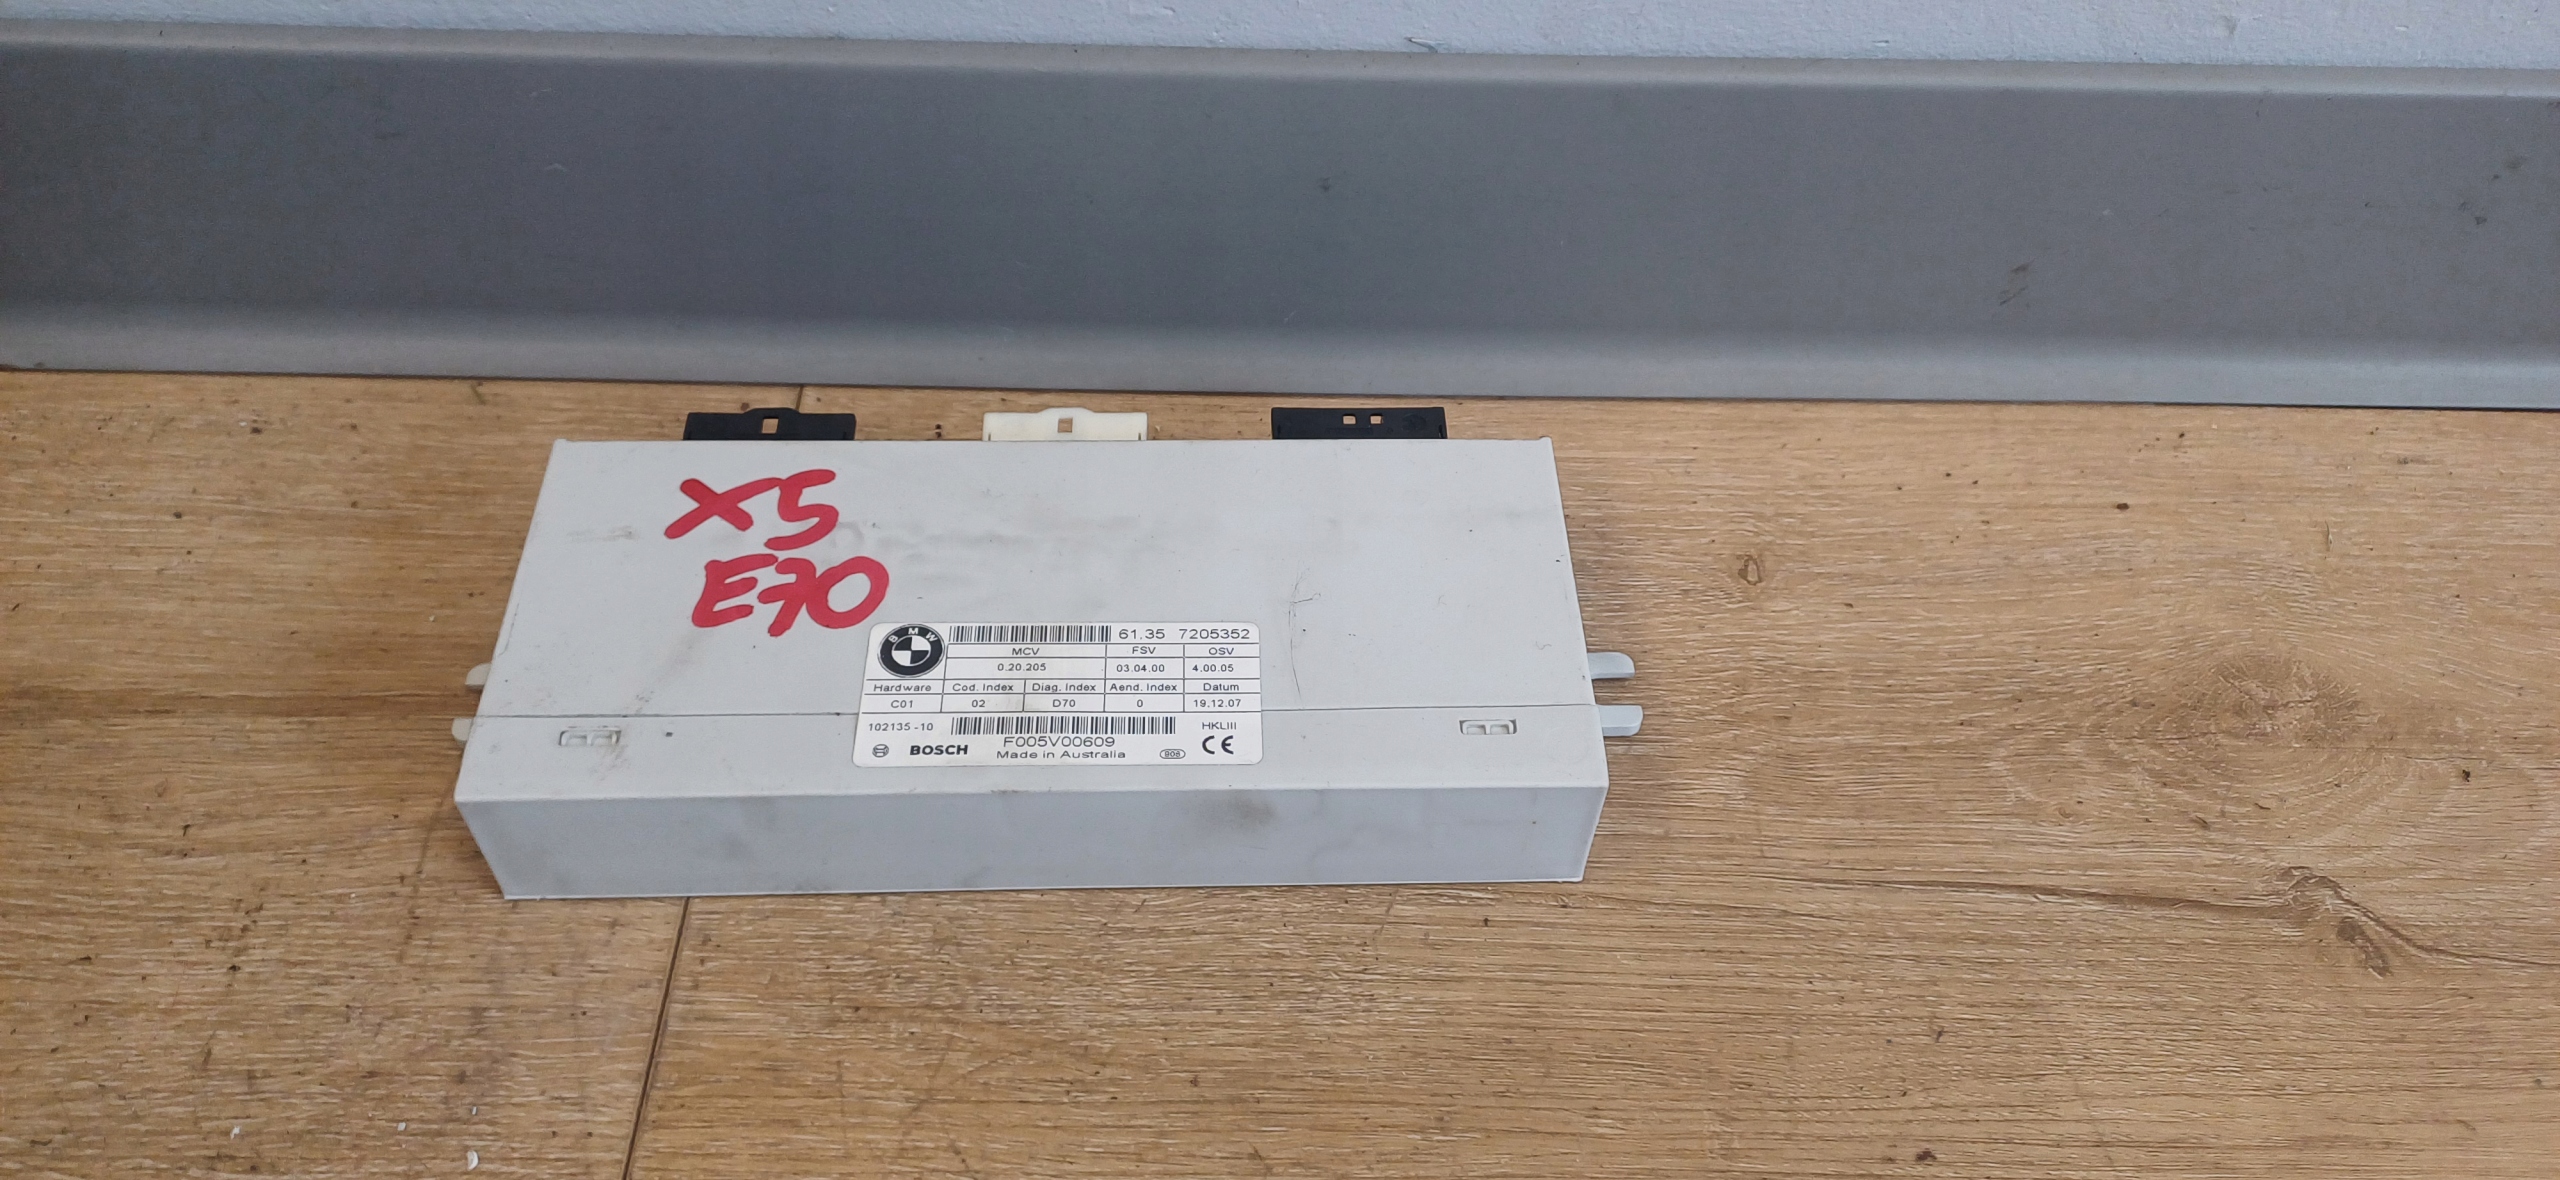 X5
E70
BMW
61.35 7205352
MCV FSV OSV
0.20.205 03.04.00 4.00.05
Hardware Cod. Index Diag. Index Aend. Index Datum
C01 02 D70 0 19.12.07
102135-10 HKLIII
F005V00609
BOSCH Made in Australia 908 CE